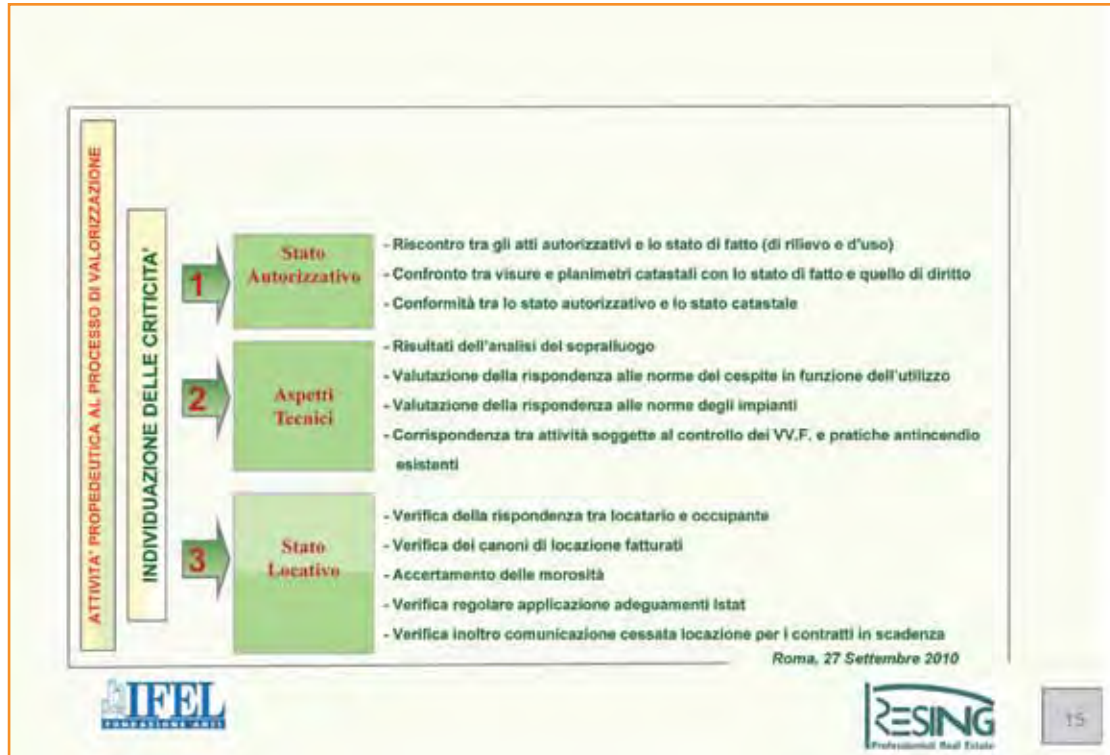 ATTIVITA' PROPEDEUTICA AL PROCESSO DI VALORIZZAZIONE
INDIVIDUAZIONE DELLE CRITICITA'
1
Stato
Autorizzativo
- Riscontro tra gli atti autorizzativi e lo stato di fatto (di rilievo e d'uso)
- Confronto tra visure e planimetri catastali con lo stato di fatto e quello di diritto
- Conformità tra lo stato autorizzativo e lo stato catastale
2
Aspetri
Tecnici
- Risultati dell'analisi del sopralluogo
- Valutazione della rispondenza alle norme del cespite in funzione dell'utilizzo
- Valutazione della rispondenza alle norme degli impianti
- Corrispondenza tra attività soggette al controllo dei VV.F. e pratiche antincendio
esistenti
3
Stato
Locativo
- Verifica della rispondenza tra locatario e occupante
- Verifica dei canoni di locazione fatturati
- Accertamento delle morosità
- Verifica regolare applicazione adeguamenti Istat
- Verifica inoltro comunicazione cessata locazione per i contratti in scadenza
Roma, 27 Settembre 2010
IFEL
FONDAZIONE ANCI
RESING
Professionisti Real Estate
15